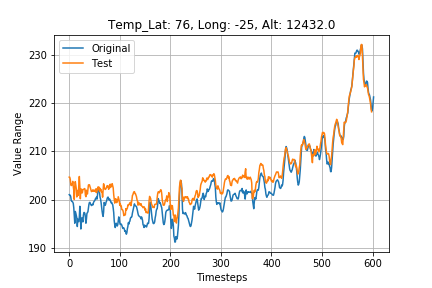 Temp_Lat: 76, Long: -25, Alt: 12432.0
Original
Test
Value Range
230
220
210
200
190
0 100 200 300 400 500 600
Timesteps